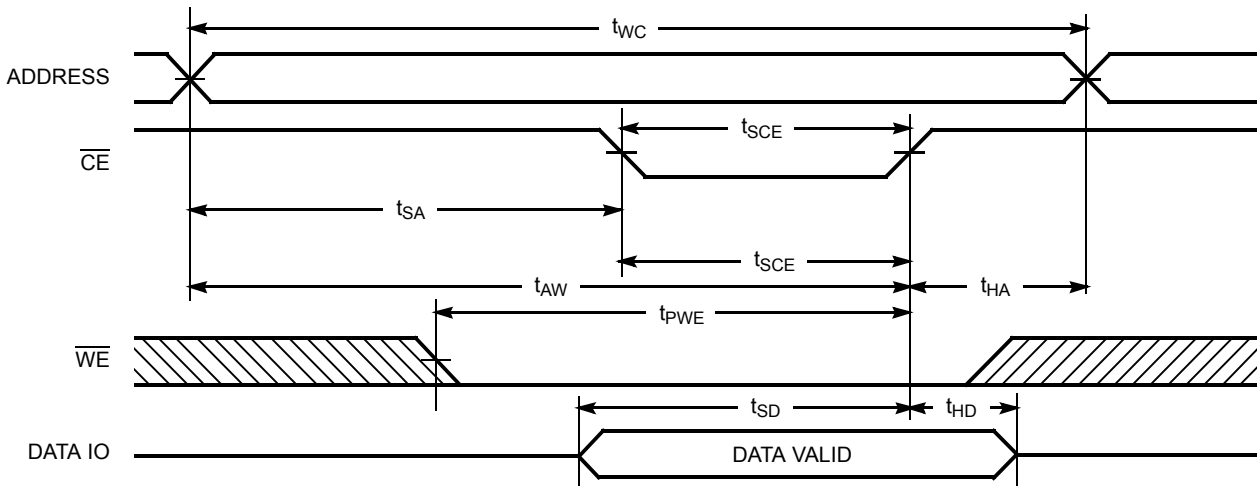 tWC
ADDRESS
tSCE
CE
tSA
tSCE
tAW
tHA
tPWE
WE
tSD
tHD
DATA IO
DATA VALID